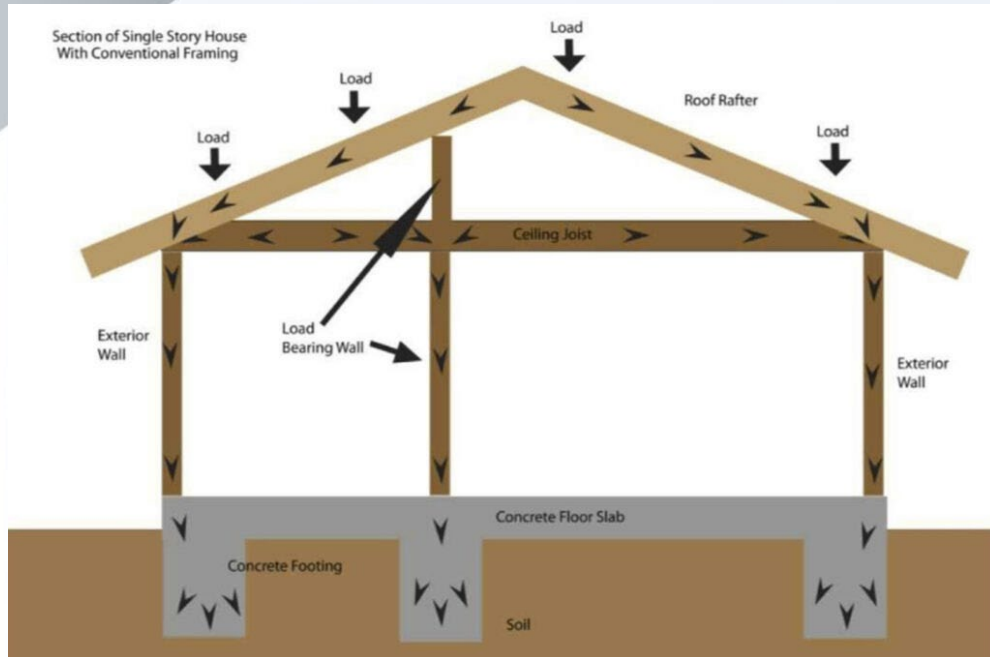 Section of Single Story House
With Conventional Framing
Load
Load
Load
Load
Roof Rafter
Ceiling Joist
Exterior
Wall
Load
Bearing Wall
Exterior
Wall
Concrete Floor Slab
Concrete Footing
Soil